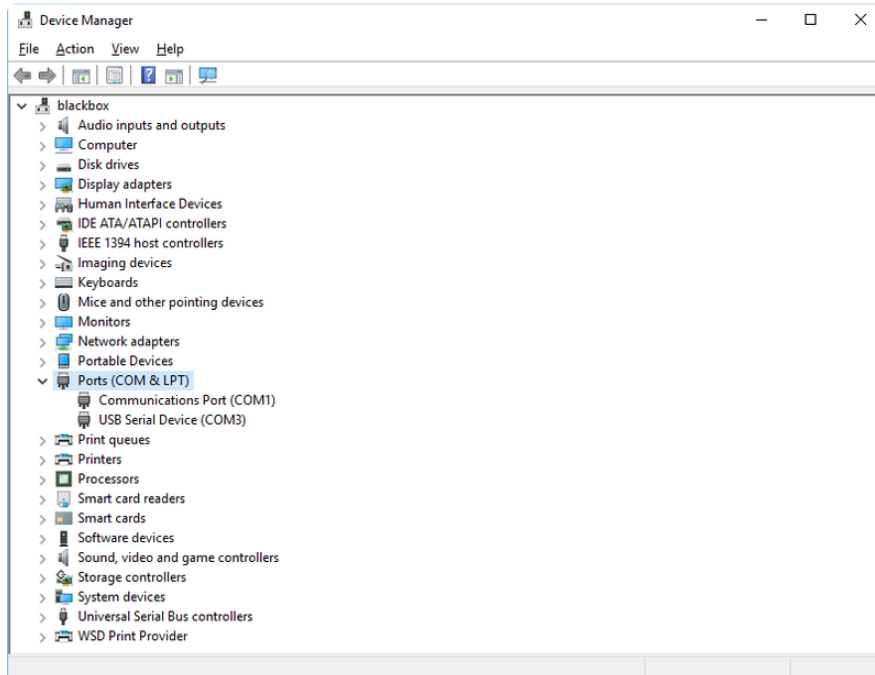 Device Manager
File Action View Help
blackbox
Audio inputs and outputs
Computer
Disk drives
Display adapters
Human Interface Devices
IDE ATA/ATAPI controllers
IEEE 1394 host controllers
Imaging devices
Keyboards
Mice and other pointing devices
Monitors
Network adapters
Portable Devices
Ports (COM & LPT)
Communications Port (COM1)
USB Serial Device (COM3)
Print queues
Printers
Processors
Smart card readers
Smart cards
Software devices
Sound, video and game controllers
Storage controllers
System devices
Universal Serial Bus controllers
WSD Print Provider